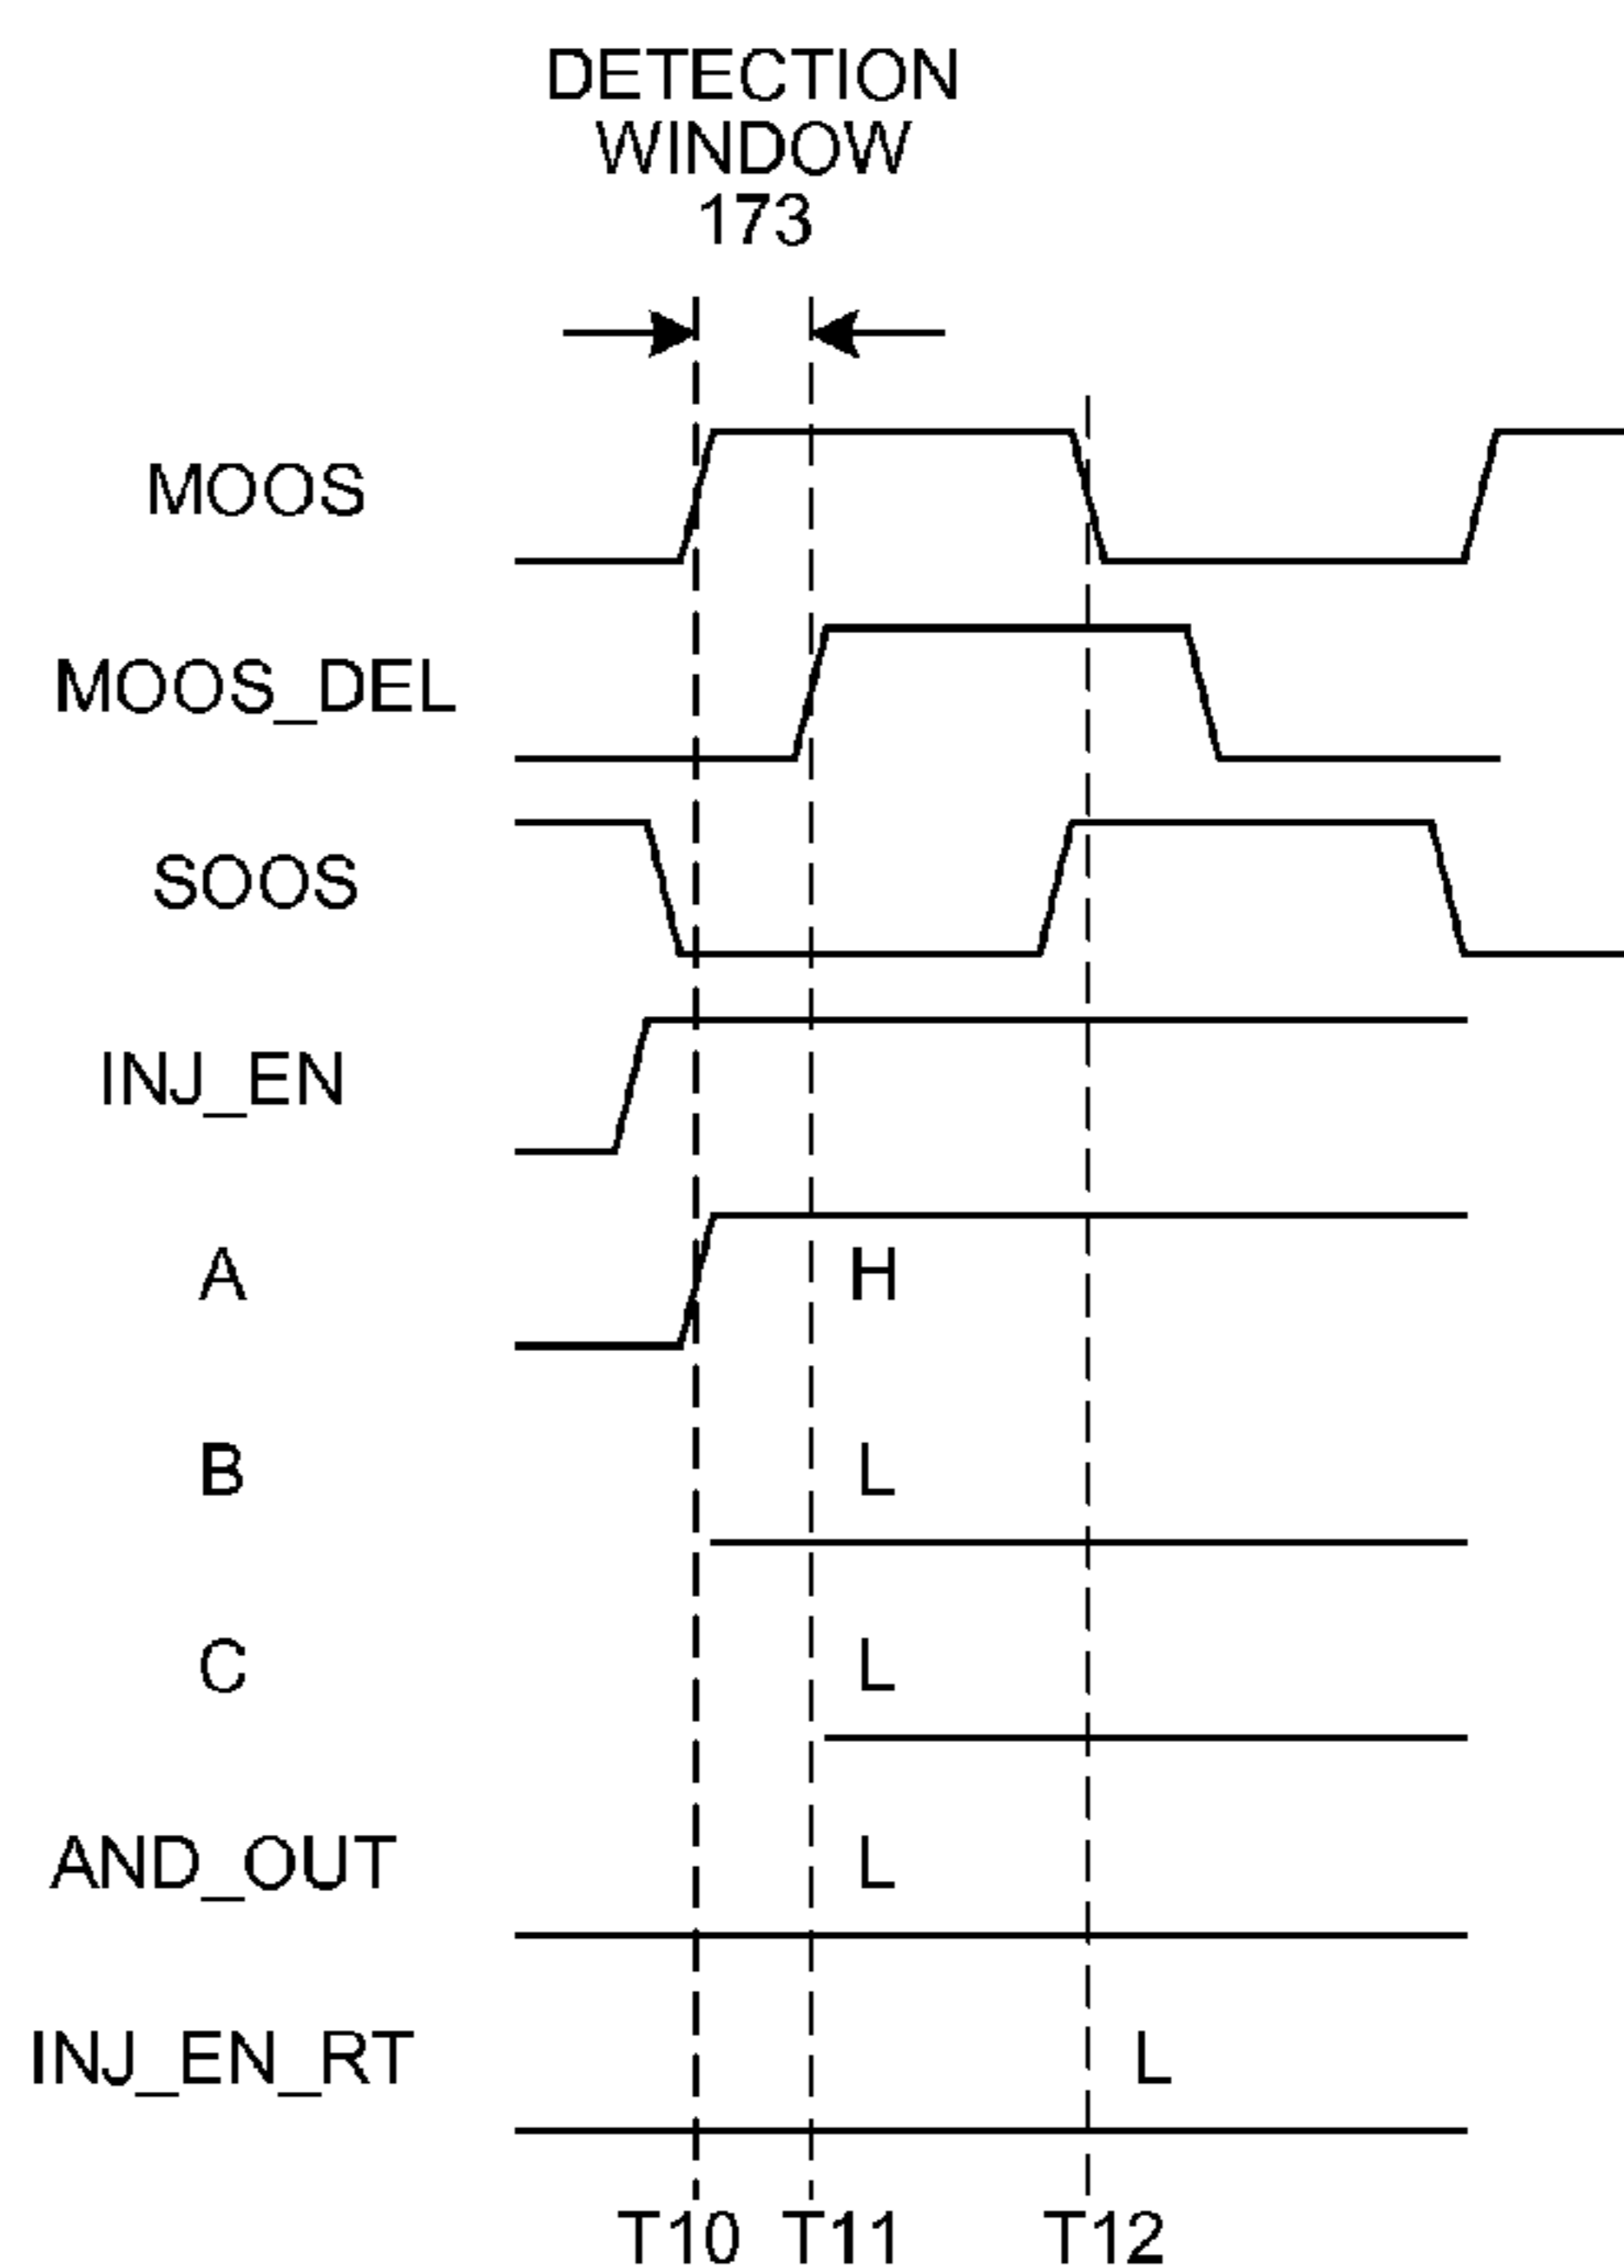 DETECTION
WINDOW
173
MOOS
MOOS_DEL
SOOS
INJ_EN
A H
B L
C L
AND_OUT L
INJ_EN_RT L
T10 T11 T12